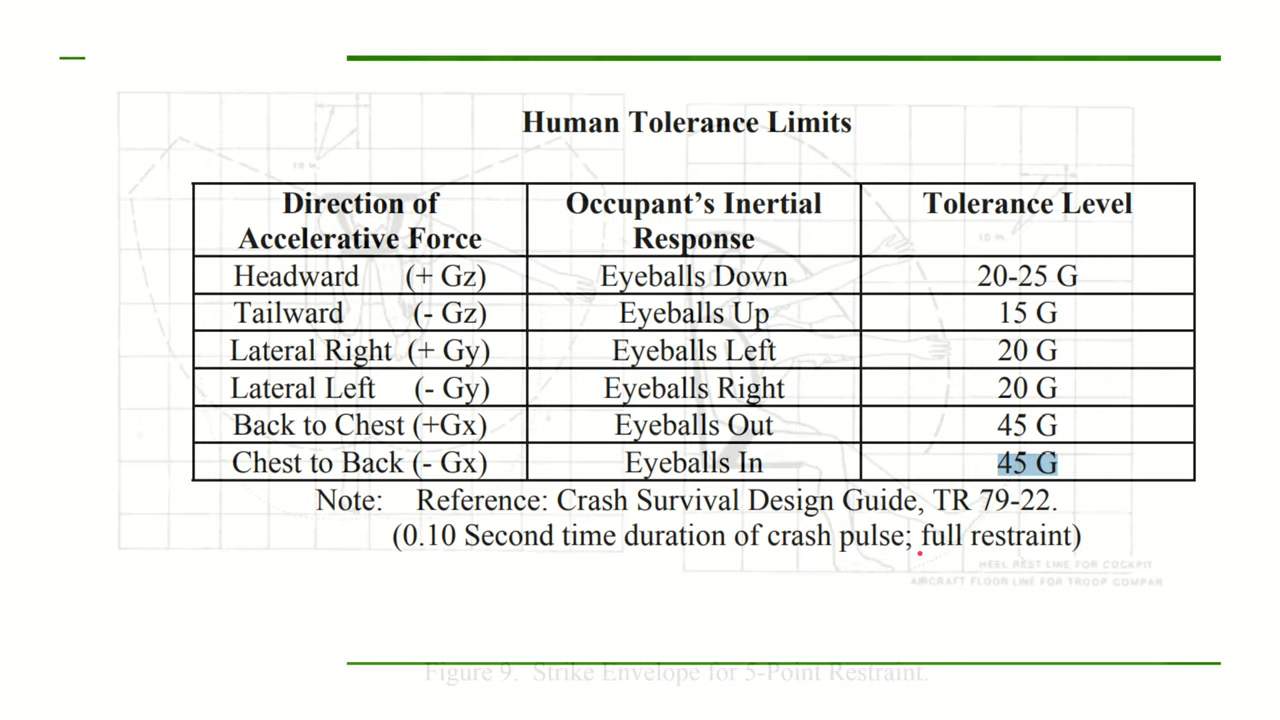 Human Tolerance Limits
Direction of Accelerative Force Occupant's Inertial Response Tolerance Level
Headward (+ Gz) Eyeballs Down 20-25 G
Tailward (- Gz) Eyeballs Up 15 G
Lateral Right (+ Gy) Eyeballs Left 20 G
Lateral Left (- Gy) Eyeballs Right 20 G
Back to Chest (+Gx) Eyeballs Out 45 G
Chest to Back (- Gx) Eyeballs In 45 G
Note: Reference: Crash Survival Design Guide, TR 79-22.
(0.10 Second time duration of crash pulse; full restraint)
10 in.
10 in.
HEEL REST LINE FOR COCKPIT
AIRCRAFT FLOOR LINE FOR TROOP COMPAR
Figure 9. Strike Envelope for 5-Point Restraint.